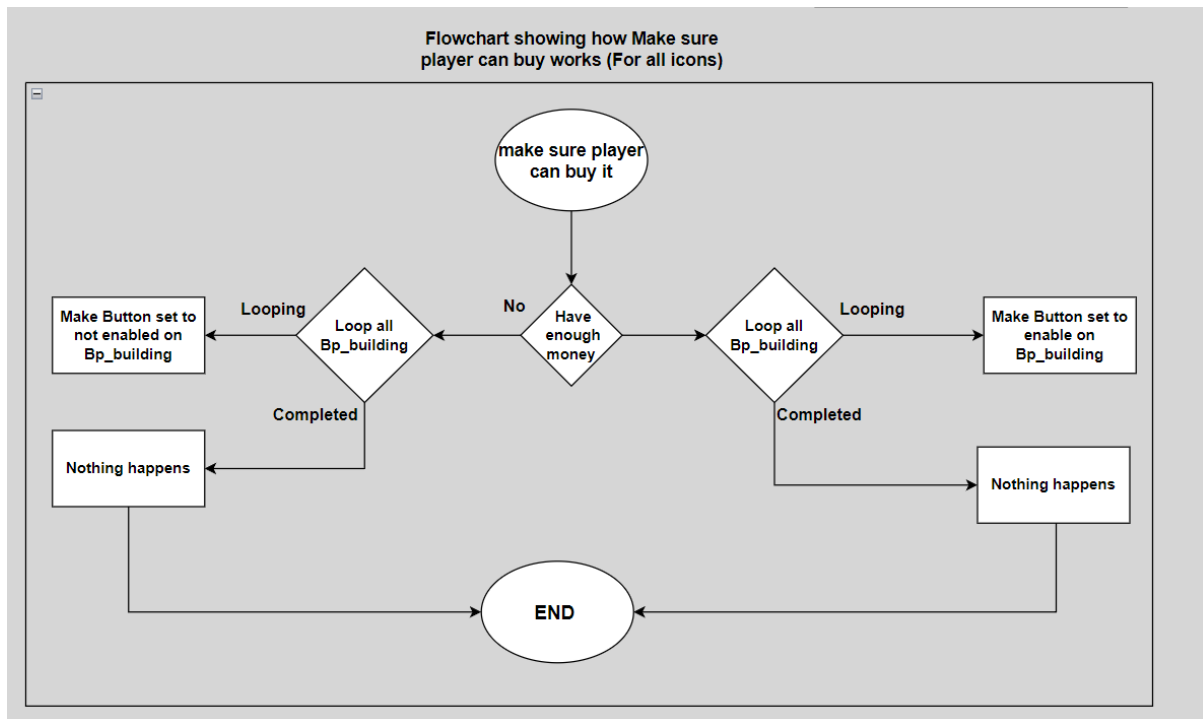 Flowchart showing how Make sure
player can buy works (For all icons)
make sure player
can buy it
Looping
No
Looping
Make Button set to
not enabled on
Bp_building
Loop all
Bp_building
Have
enough
money
Loop all
Bp_building
Make Button set to
enable on
Bp_building
Completed
Completed
Nothing happens
Nothing happens
END